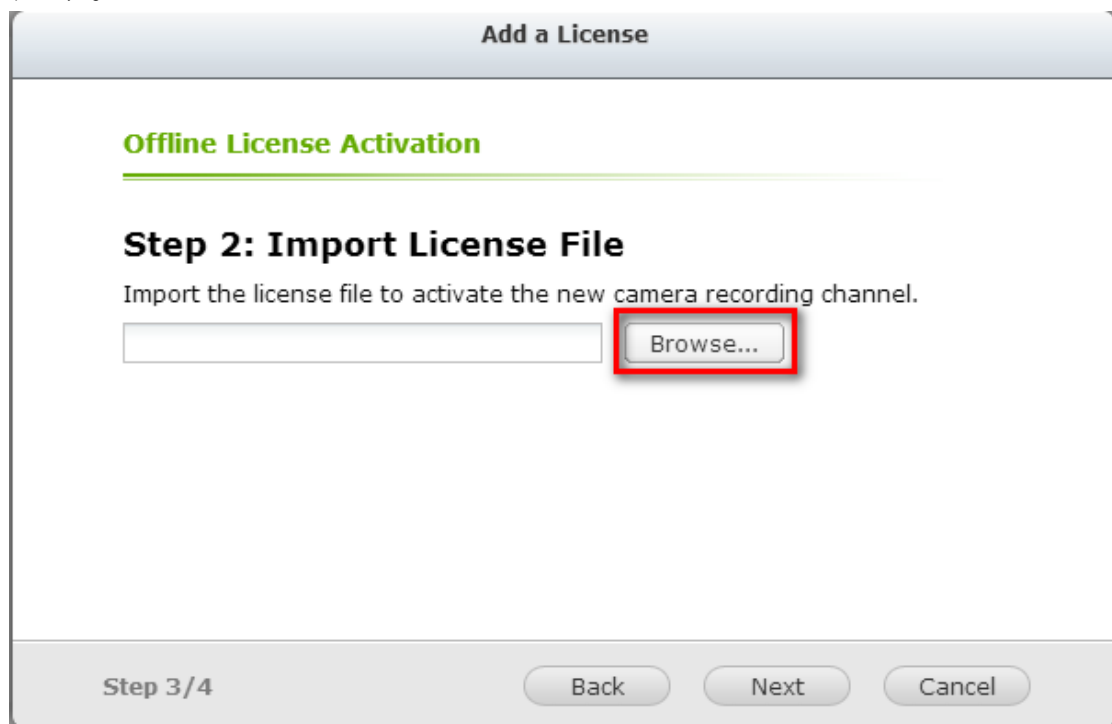 Add a License
Offline License Activation
Step 2: Import License File
Import the license file to activate the new camera recording channel.
Browse...
Step 3/4
Back
Next
Cancel